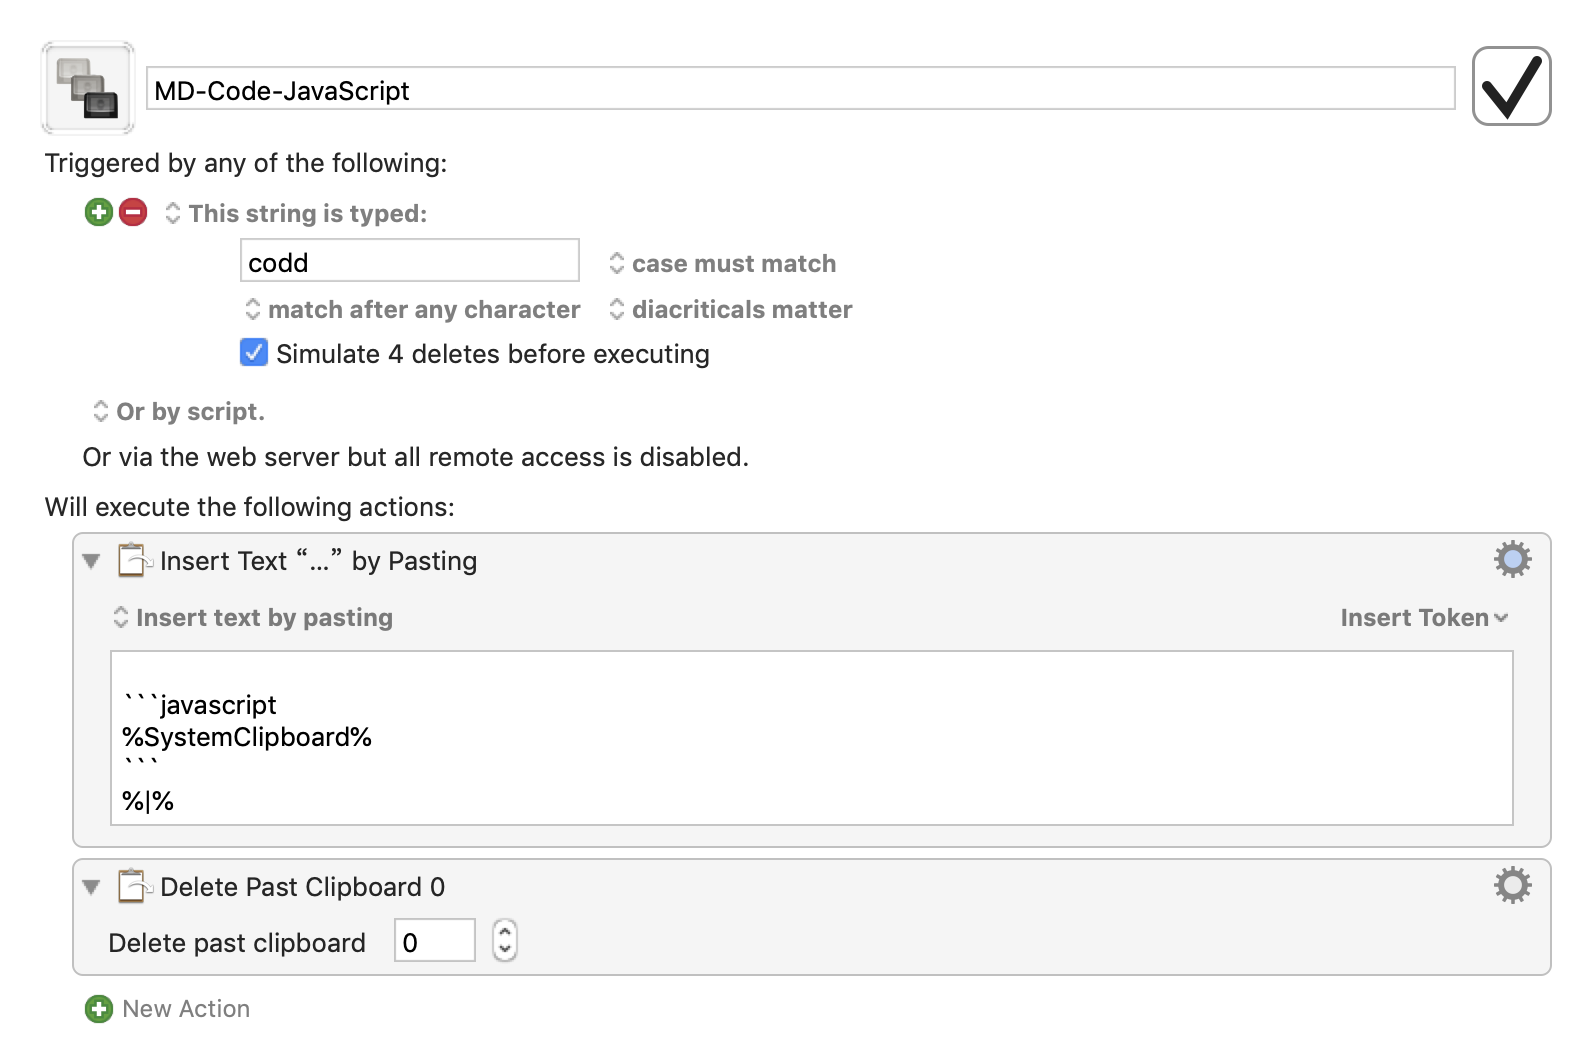 MD-Code-JavaScript
Triggered by any of the following:
This string is typed:
codd case must match
match after any character diacriticals matter
Simulate 4 deletes before executing
Or by script.
Or via the web server but all remote access is disabled.
Will execute the following actions:
Insert Text “...” by Pasting
Insert text by pasting Insert Token
```javascript
%SystemClipboard%
```
%|%
Delete Past Clipboard 0
Delete past clipboard 0
New Action